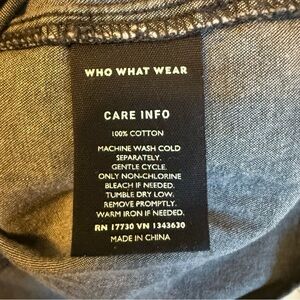 WHO WHAT WEAR
CARE INFO
100% COTTON
MACHINE WASH COLD
SEPARATELY.
GENTLE CYCLE.
ONLY NON-CHLORINE
BLEACH IF NEEDED.
TUMBLE DRY LOW.
REMOVE PROMPTLY.
WARM IRON IF NEEDED.
RN 17730 VN 1343630
MADE IN CHINA